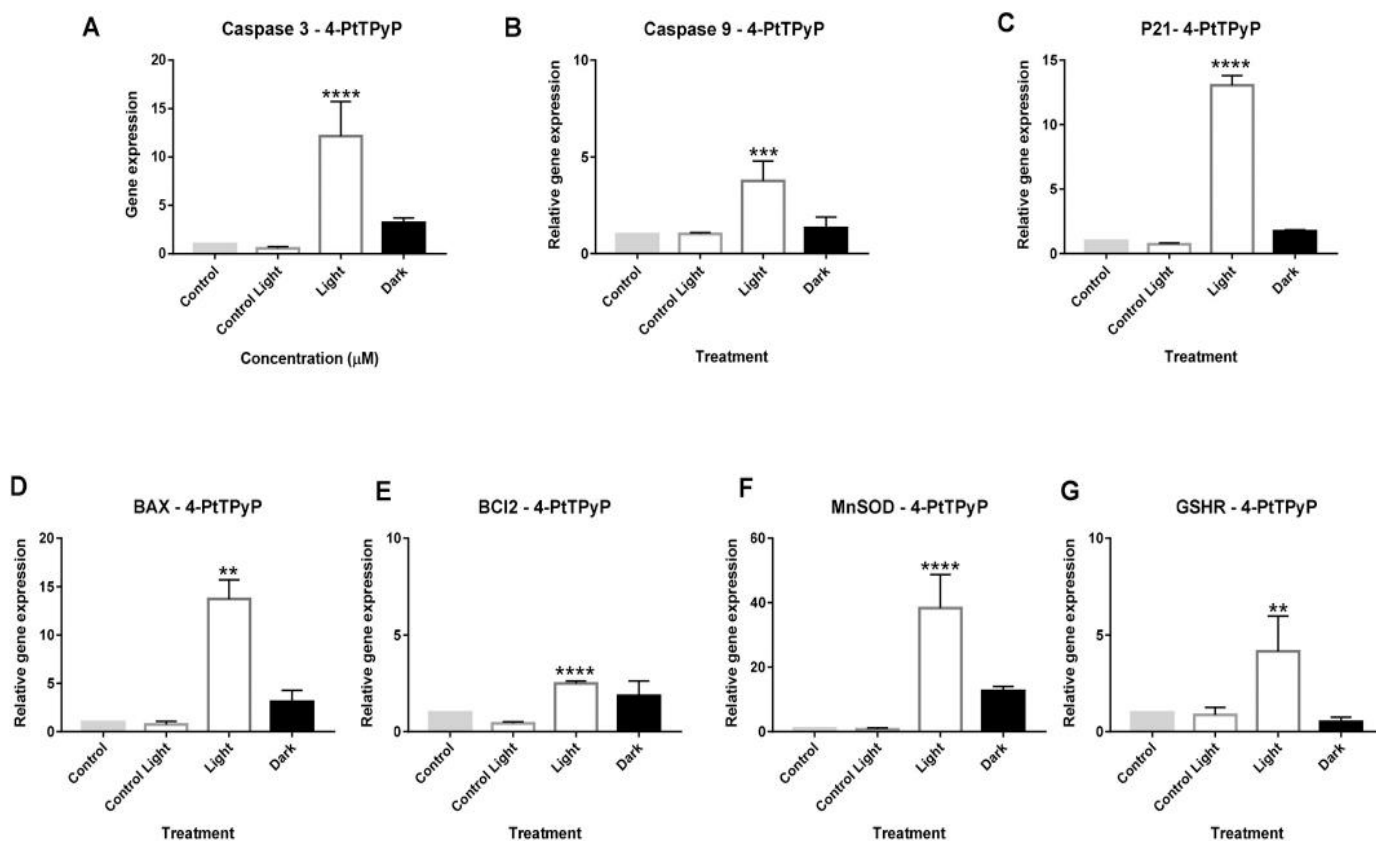 A
Caspase 3 - 4-PtTPyP
Gene expression
20
15
10
5
0
****
Control
Control Light
Light
Dark
Concentration (μM)
B
Caspase 9 - 4-PtTPyP
Relative gene expression
10
5
0
***
Control
Control Light
Light
Dark
Treatment
C
P21- 4-PtTPyP
Relative gene expression
15
10
5
0
****
Control
Control Light
Light
Dark
Treatment
D
BAX - 4-PtTPyP
Relative gene expression
20
15
10
5
0
**
Control
Control Light
Light
Dark
Treatment
E
BCl2 - 4-PtTPyP
Relative gene expression
10
5
0
****
Control
Control Light
Light
Dark
Treatment
F
MnSOD - 4-PtTPyP
Relative gene expression
60
40
20
0
****
Control
Control Light
Light
Dark
Treatment
G
GSHR - 4-PtTPyP
Relative gene expression
10
5
0
**
Control
Control Light
Light
Dark
Treatment